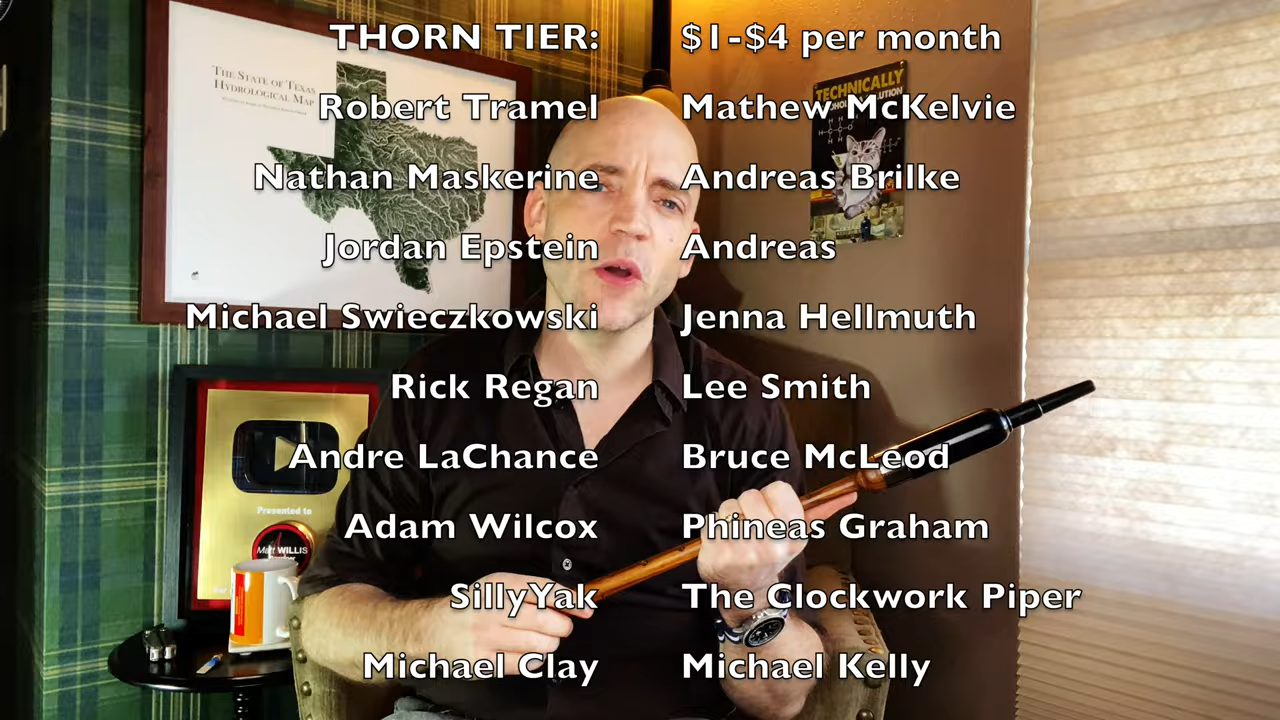 THORN TIER: $1-$4 per month
Robert Tramel Mathew McKelvie
Nathan Maskerine Andreas Brilke
Jordan Epstein Andreas
Michael Swieczkowski Jenna Hellmuth
Rick Regan Lee Smith
Andre LaChance Bruce McLeod
Adam Wilcox Phineas Graham
SillyYak The Clockwork Piper
Michael Clay Michael Kelly
THE STATE OF TEXAS
HYDROLOGICAL MAP
TECHNICALLY
Presented to
Matt WILLIS